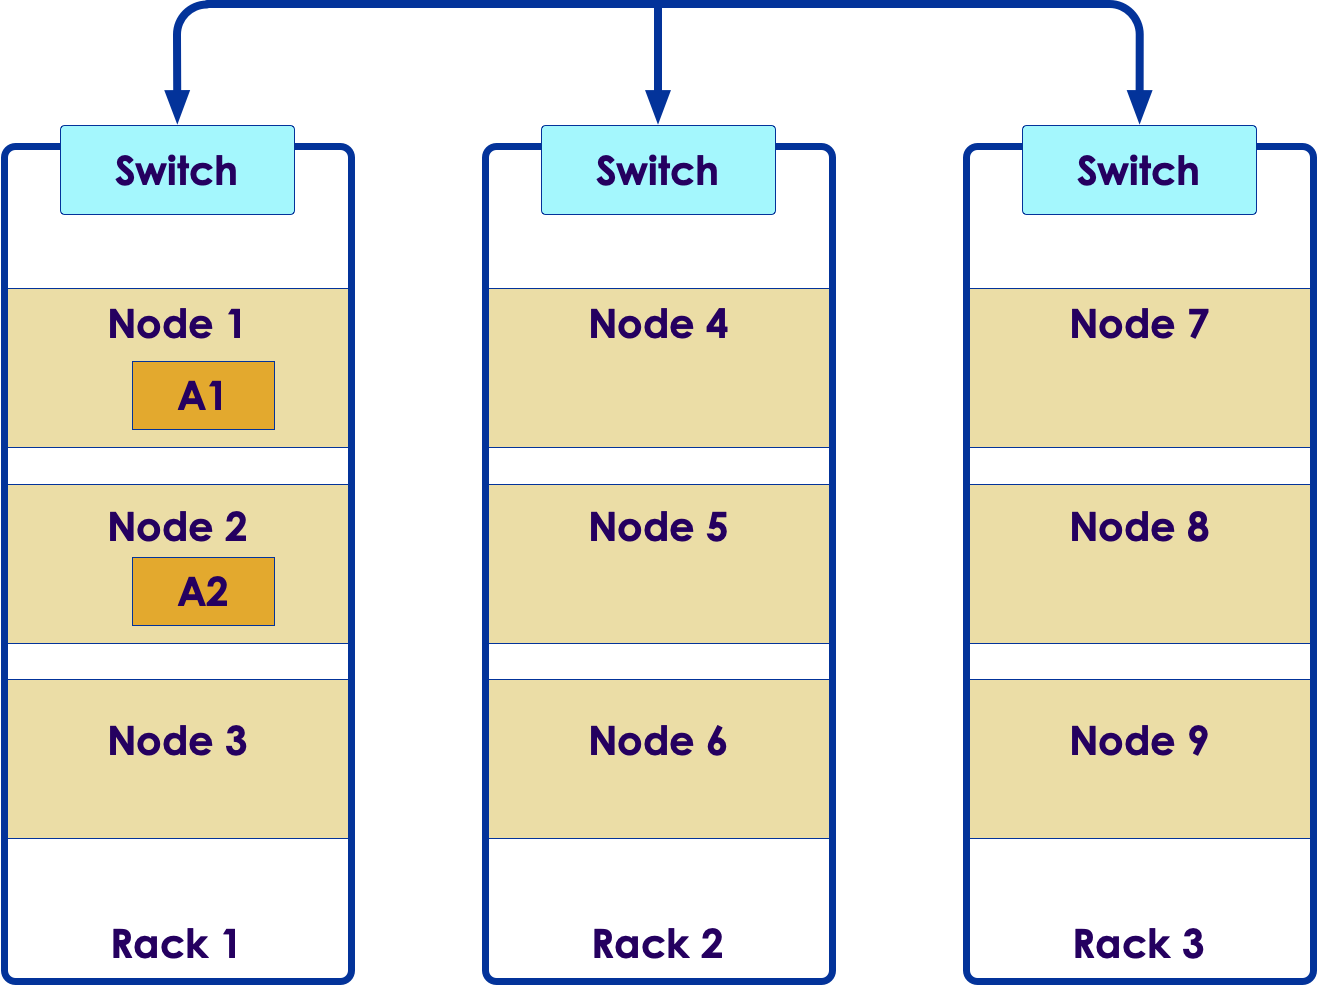 Switch
Switch
Switch
Node 1
A1
Node 4
Node 7
Node 2
A2
Node 5
Node 8
Node 3
Node 6
Node 9
Rack 1
Rack 2
Rack 3